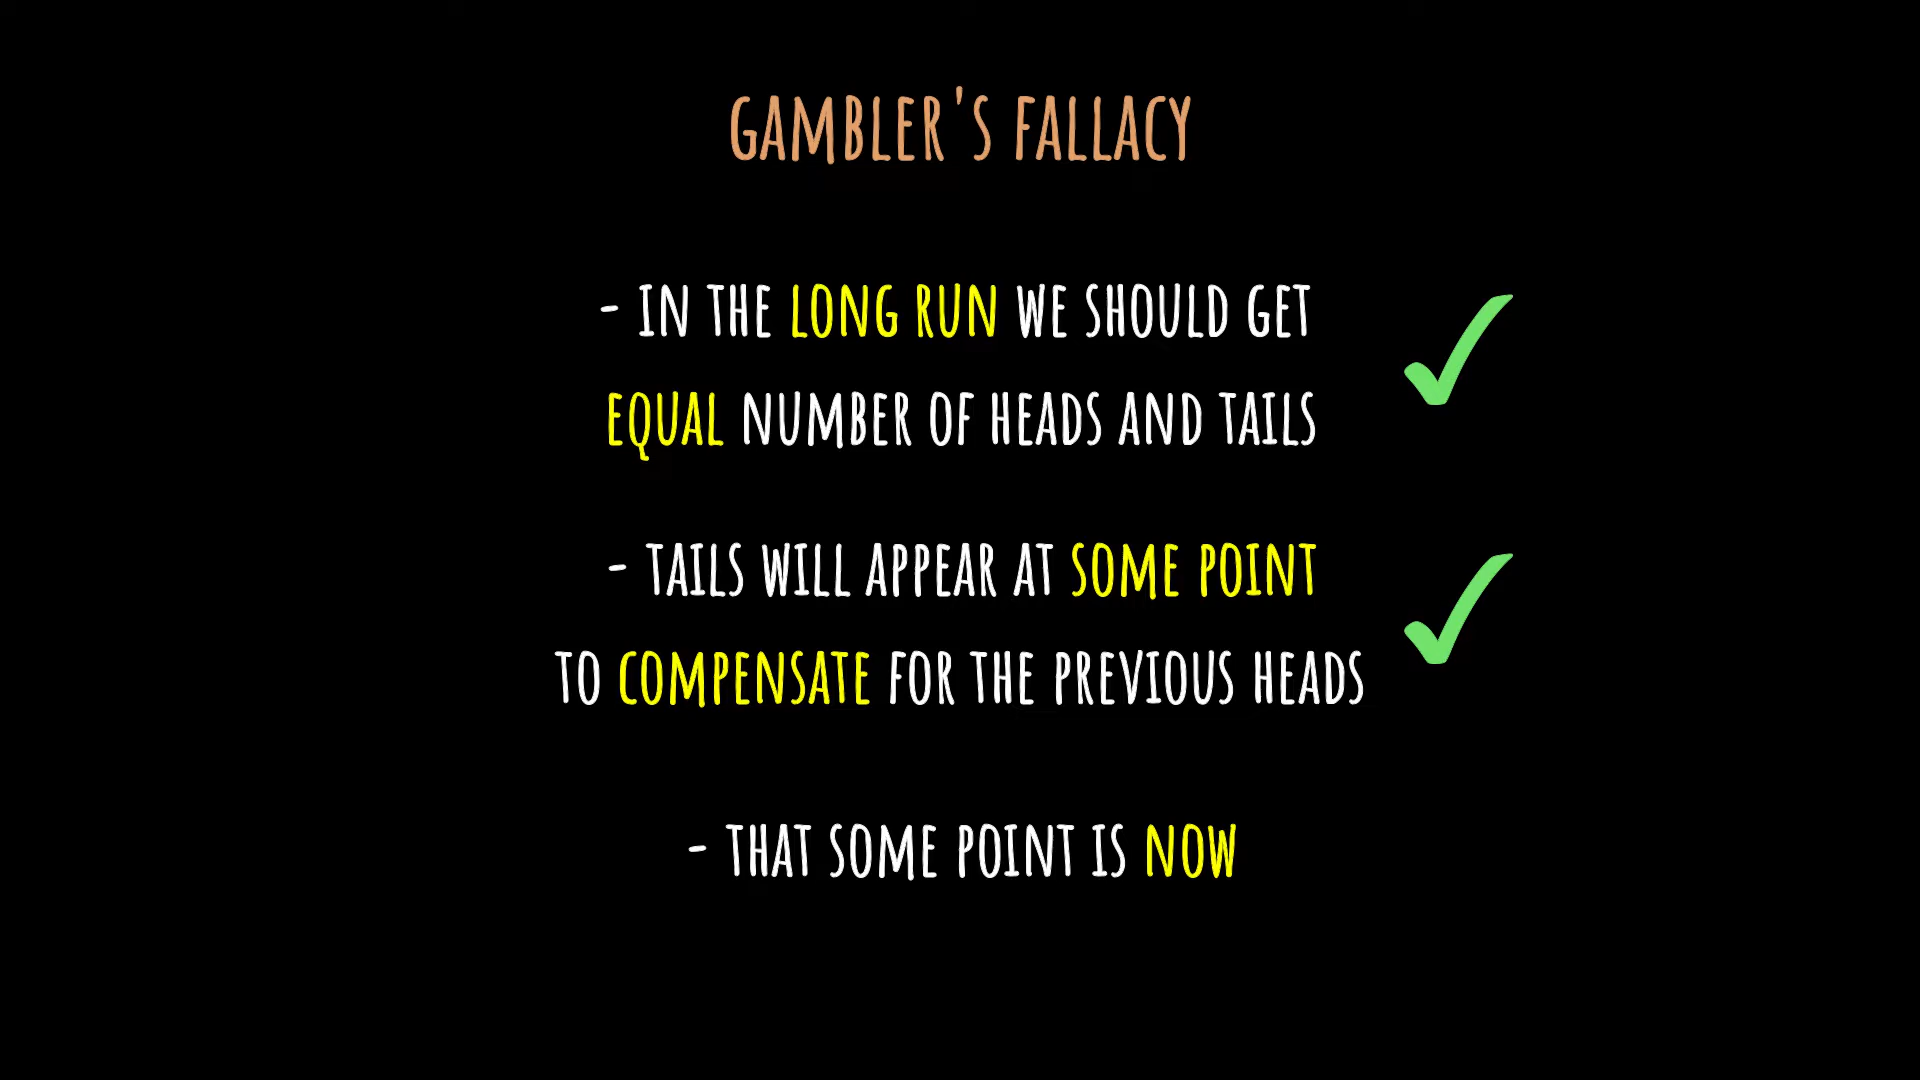 GAMBLER'S FALLACY
- IN THE LONG RUN WE SHOULD GET
EQUAL NUMBER OF HEADS AND TAILS
- TAILS WILL APPEAR AT SOME POINT
TO COMPENSATE FOR THE PREVIOUS HEADS
- THAT SOME POINT IS NOW